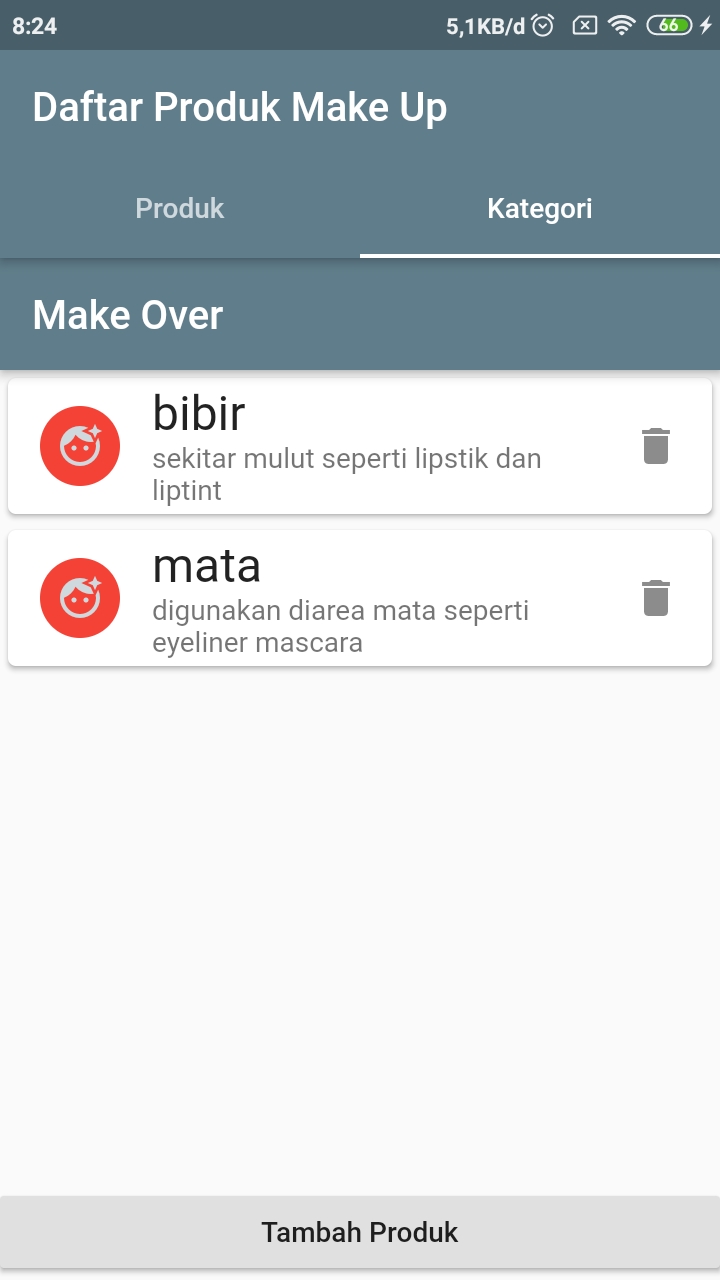 8:24 5,1KB/d 66
Daftar Produk Make Up
Produk Kategori
Make Over
bibir
sekitar mulut seperti lipstik dan
liptint
mata
digunakan diarea mata seperti
eyeliner mascara
Tambah Produk